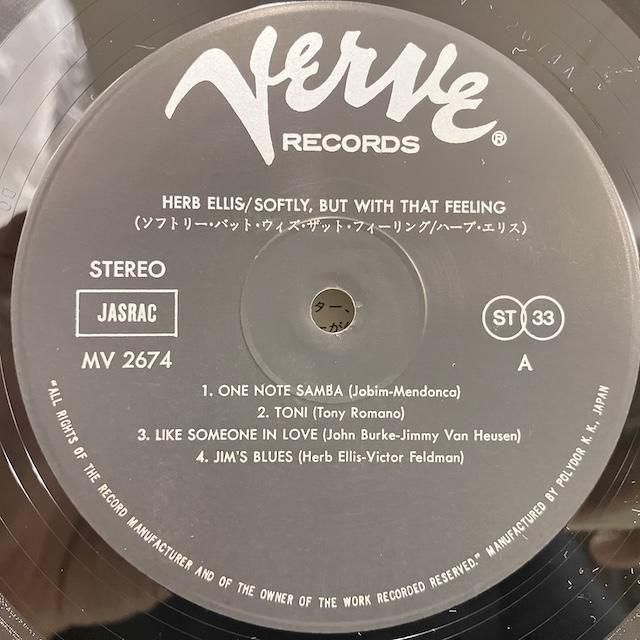 Verve
RECORDS ®
HERB ELLIS/SOFTLY, BUT WITH THAT FEELING
(ソフトリー・バット・ウィズ・ザット・フィーリング/ハーブ・エリス)
STEREO
JASRAC
MV 2674
ST 33
A
ター、
1. ONE NOTE SAMBA (Jobim-Mendonca)
2. TONI (Tony Romano)
3. LIKE SOMEONE IN LOVE (John Burke-Jimmy Van Heusen)
4. JIM'S BLUES (Herb Ellis-Victor Feldman)
"ALL RIGHTS OF THE RECORD MANUFACTURER AND OF THE OWNER OF THE WORK RECORDED RESERVED." MANUFACTURED BY POLYDOR K. K., JAPAN